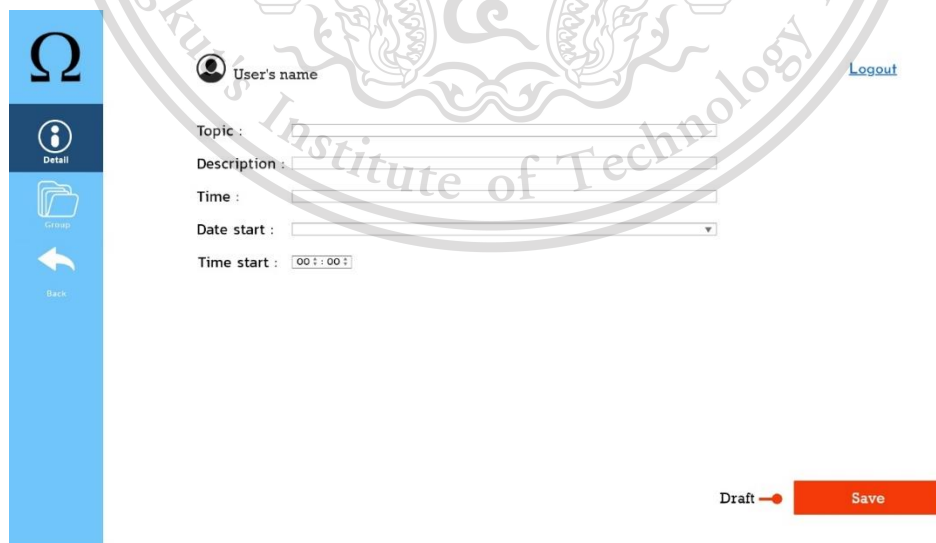 Ω
User's name
Logout
Detail
Group
Back
Topic :
Description :
Time :
Date start :
Time start : 00 : 00
Draft
Save
kut's Institute of Technology